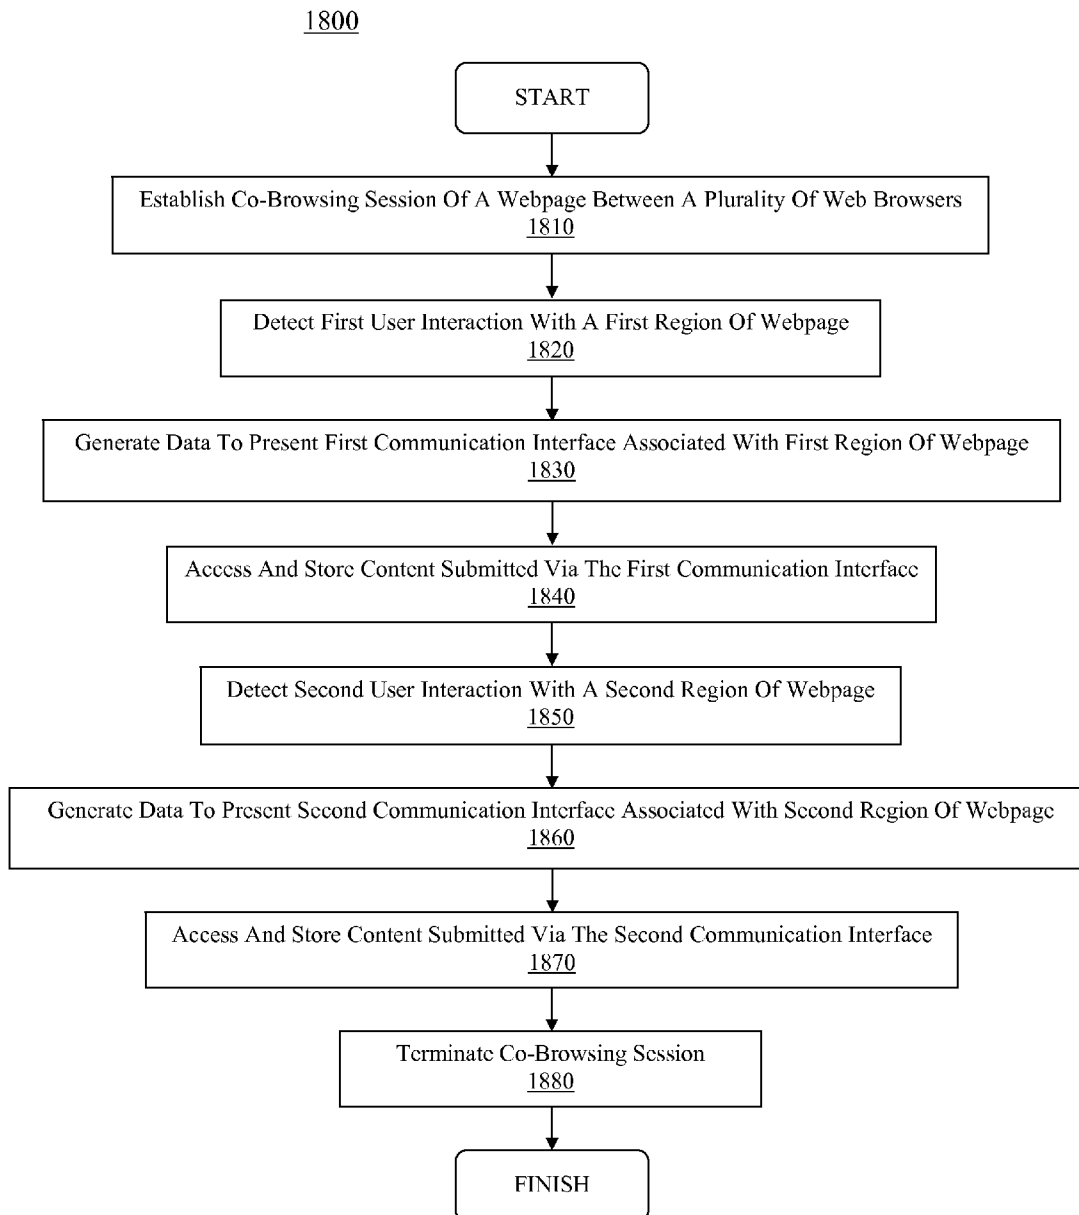 1800
START
Establish Co-Browsing Session Of A Webpage Between A Plurality Of Web Browsers
1810
Detect First User Interaction With A First Region Of Webpage
1820
Generate Data To Present First Communication Interface Associated With First Region Of Webpage
1830
Access And Store Content Submitted Via The First Communication Interface
1840
Detect Second User Interaction With A Second Region Of Webpage
1850
Generate Data To Present Second Communication Interface Associated With Second Region Of Webpage
1860
Access And Store Content Submitted Via The Second Communication Interface
1870
Terminate Co-Browsing Session
1880
FINISH